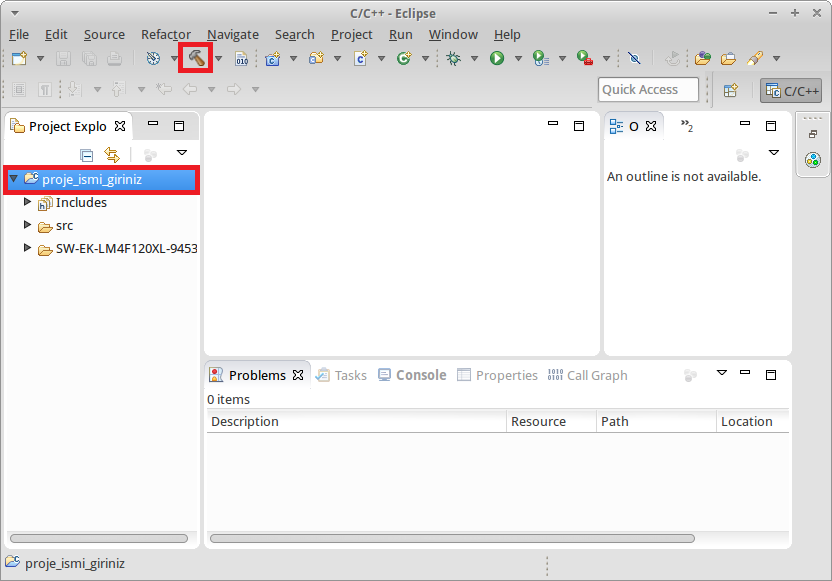 C/C++ - Eclipse
File Edit Source Refactor Navigate Search Project Run Window Help
010
Quick Access
C/C++
Project Explo
O
»2
proje_ismi_giriniz
An outline is not available.
Includes
src
SW-EK-LM4F120XL-9453
Problems Tasks Console Properties Call Graph
0 items
Description Resource Path Location
proje_ismi_giriniz